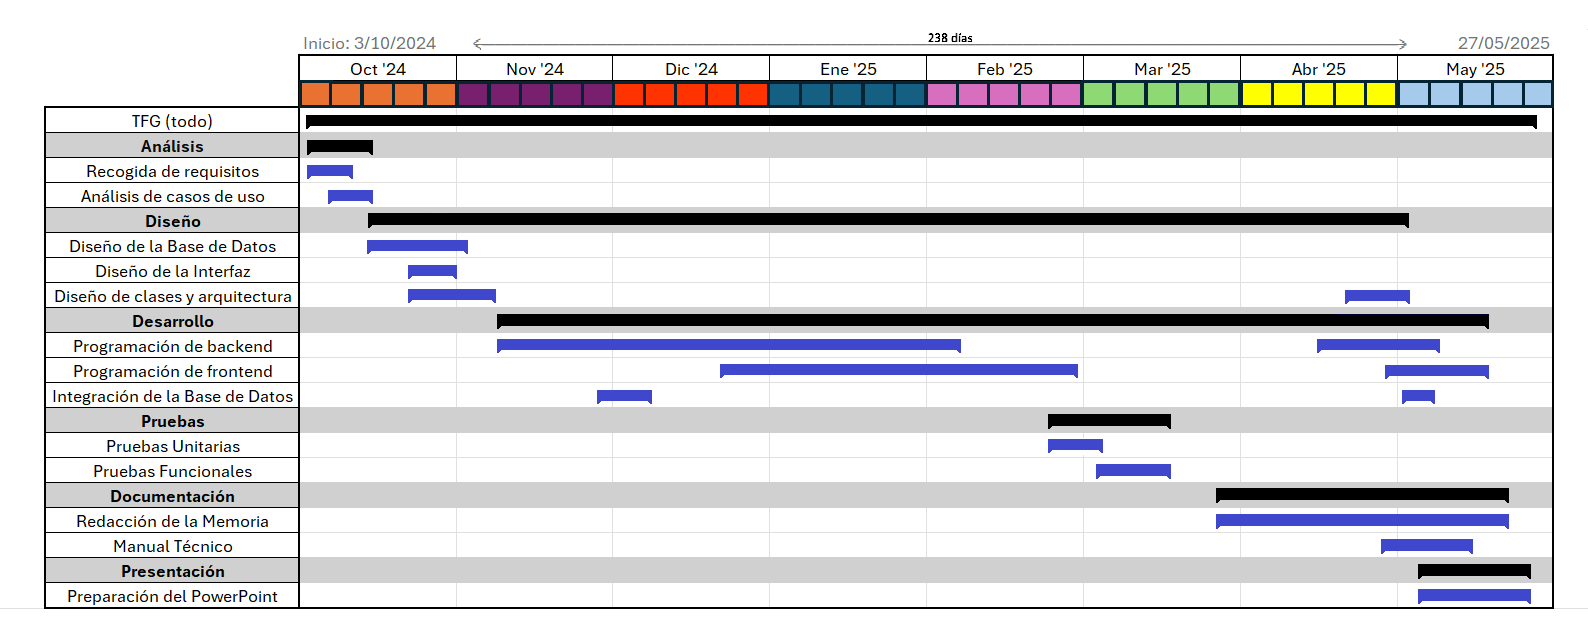 238 días
Inicio: 3/10/2024 27/05/2025
Oct '24 Nov '24 Dic '24 Ene '25 Feb '25 Mar '25 Abr '25 May '25
TFG (todo)
Análisis
Recogida de requisitos
Análisis de casos de uso
Diseño
Diseño de la Base de Datos
Diseño de la Interfaz
Diseño de clases y arquitectura
Desarrollo
Programación de backend
Programación de frontend
Integración de la Base de Datos
Pruebas
Pruebas Unitarias
Pruebas Funcionales
Documentación
Redacción de la Memoria
Manual Técnico
Presentación
Preparación del PowerPoint